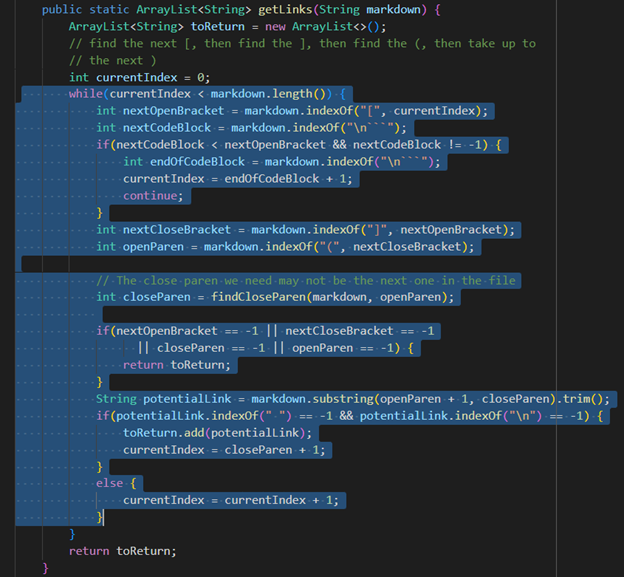 public static ArrayList<String> getLinks(String markdown) {
ArrayList<String> toReturn = new ArrayList<>();
// find the next [, then find the ], then find the (, then take up to
// the next )
int currentIndex = 0;
while(currentIndex < markdown.length()) {
int nextOpenBracket = markdown.indexOf("[", currentIndex);
int nextCodeBlock = markdown.indexOf("\n```");
if(nextCodeBlock < nextOpenBracket && nextCodeBlock != -1) {
int endOfCodeBlock = markdown.indexOf("\n```");
currentIndex = endOfCodeBlock + 1;
continue;
}
int nextCloseBracket = markdown.indexOf("]", nextOpenBracket);
int openParen = markdown.indexOf("(", nextCloseBracket);
// The close paren we need may not be the next one in the file
int closeParen = findCloseParen(markdown, openParen);
if(nextOpenBracket == -1 || nextCloseBracket == -1
|| closeParen == -1 || openParen == -1) {
return toReturn;
}
String potentialLink = markdown.substring(openParen + 1, closeParen).trim();
if(potentialLink.indexOf(" ") == -1 && potentialLink.indexOf("\n") == -1) {
toReturn.add(potentialLink);
currentIndex = closeParen + 1;
}
else {
currentIndex = currentIndex + 1;
}
}
return toReturn;
}